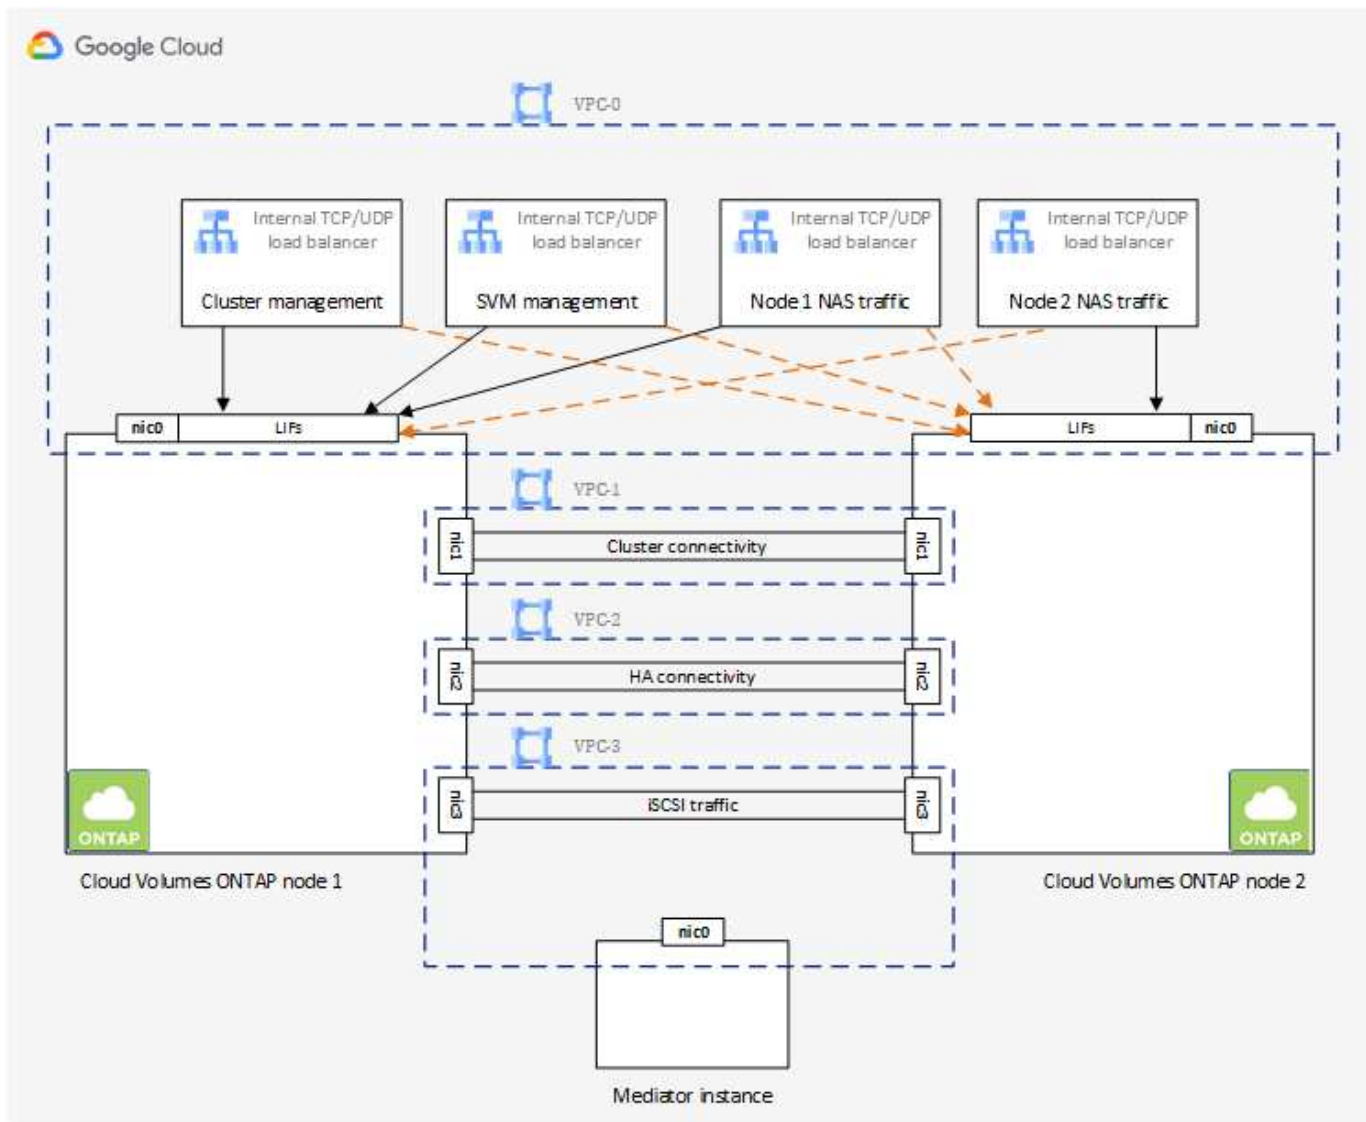 Google Cloud
VPC-0
Internal TCP/UDP
load balancer
Cluster management
Internal TCP/UDP
load balancer
SVM management
Internal TCP/UDP
load balancer
Node 1 NAS traffic
Internal TCP/UDP
load balancer
Node 2 NAS traffic
nic0
LIFs
LIFs
nic0
VPC-1
nic1
Cluster connectivity
nic1
VPC-2
nic2
HA connectivity
nic2
VPC-3
nic3
iSCSI traffic
nic3
ONTAP
ONTAP
Cloud Volumes ONTAP node 1
Cloud Volumes ONTAP node 2
nic0
Mediator instance